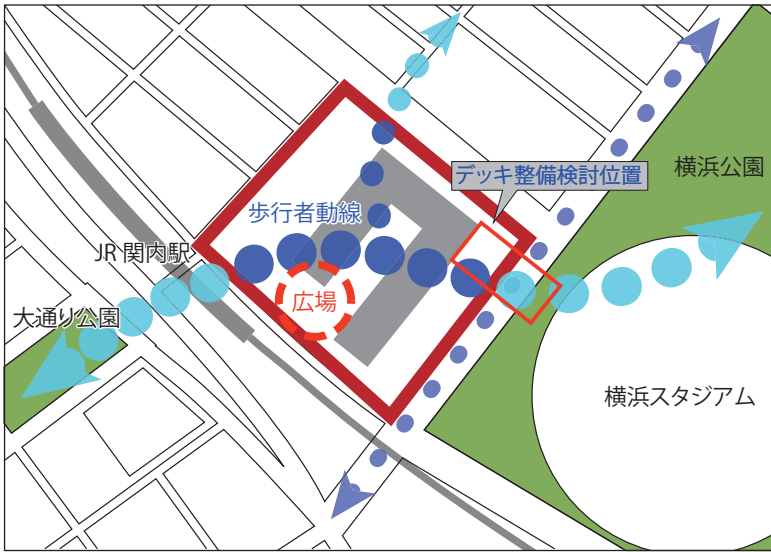 横浜公園
デッキ整備検討位置
歩行者動線
JR 関内駅
広場
大通り公園
横浜スタジアム